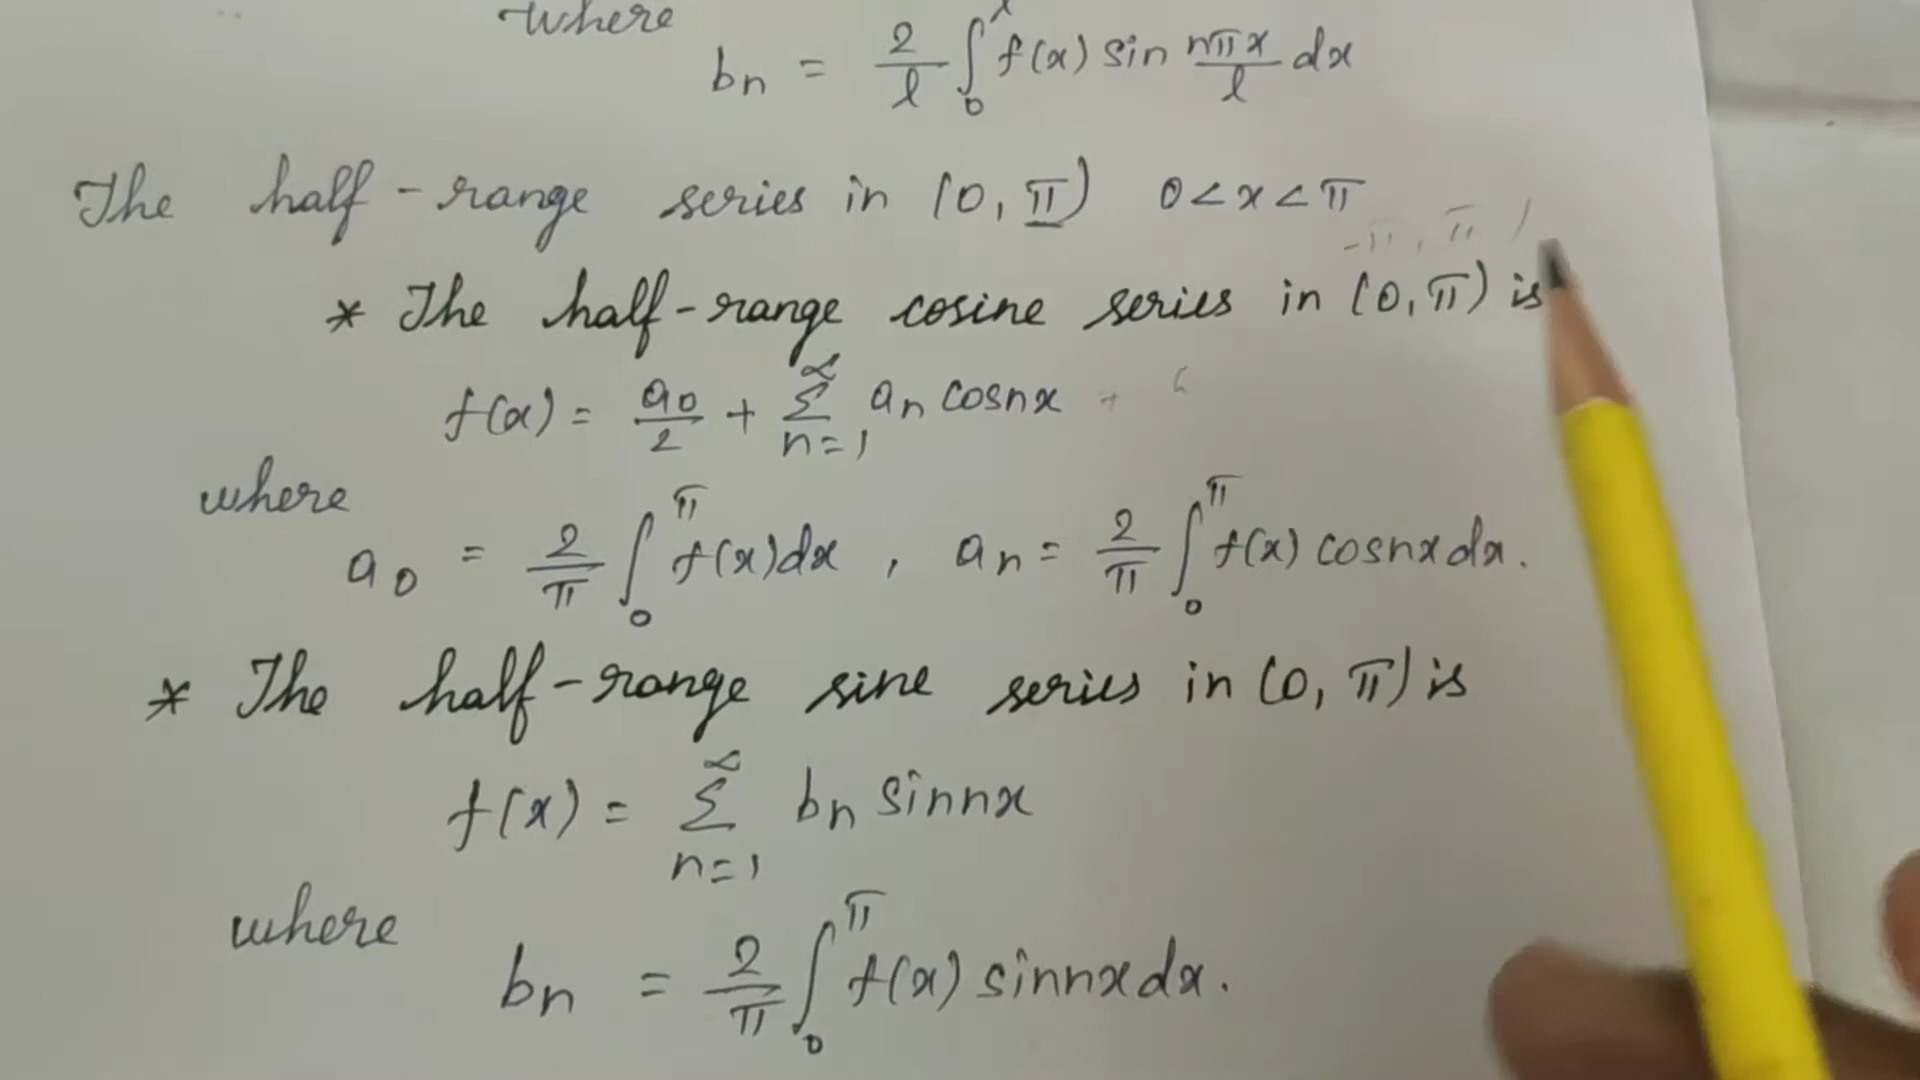 where
bn = 2/l ∫₀ˡ f(x) sin nπx/l dx
The half-range series in (0, π) 0<x<π
-π, π)
* The half-range cosine series in (0, π) is
f(x) = a0/2 + Σ_{n=1}^{∞} an cosnx +
where
a0 = 2/π ∫₀^π f(x)dx , an = 2/π ∫₀^π f(x) cosnx dx.
* The half-range sine series in (0, π) is
f(x) = Σ_{n=1}^{∞} bn sinnx
where
bn = 2/π ∫₀^π f(x) sinnx dx.